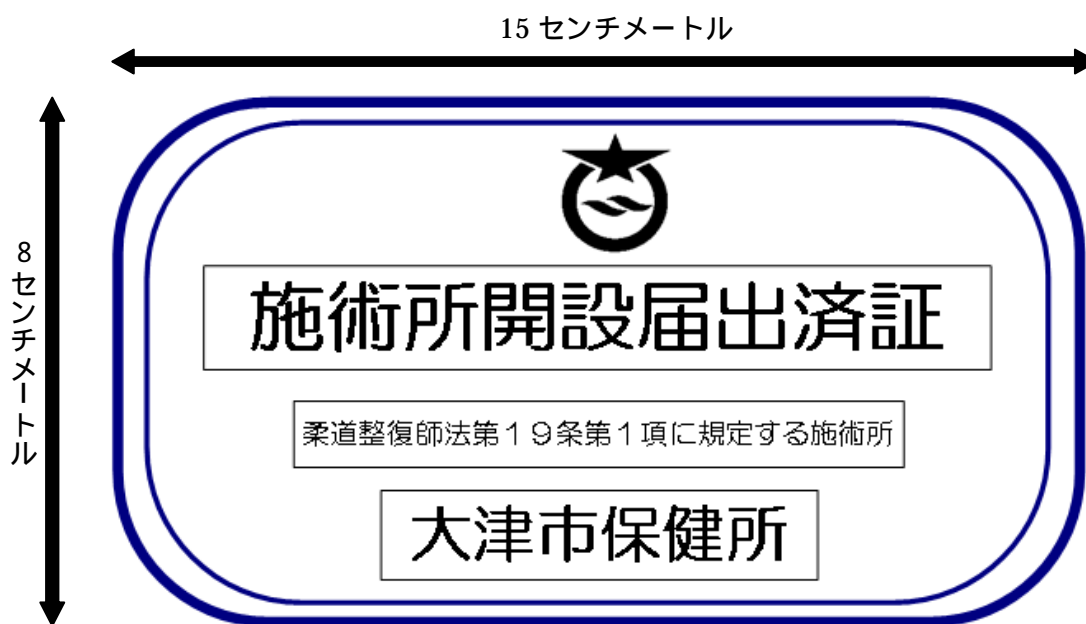 15 センチメートル
8 センチメートル
施術所開設届出済証
柔道整復師法第１９条第１項に規定する施術所
大津市保健所